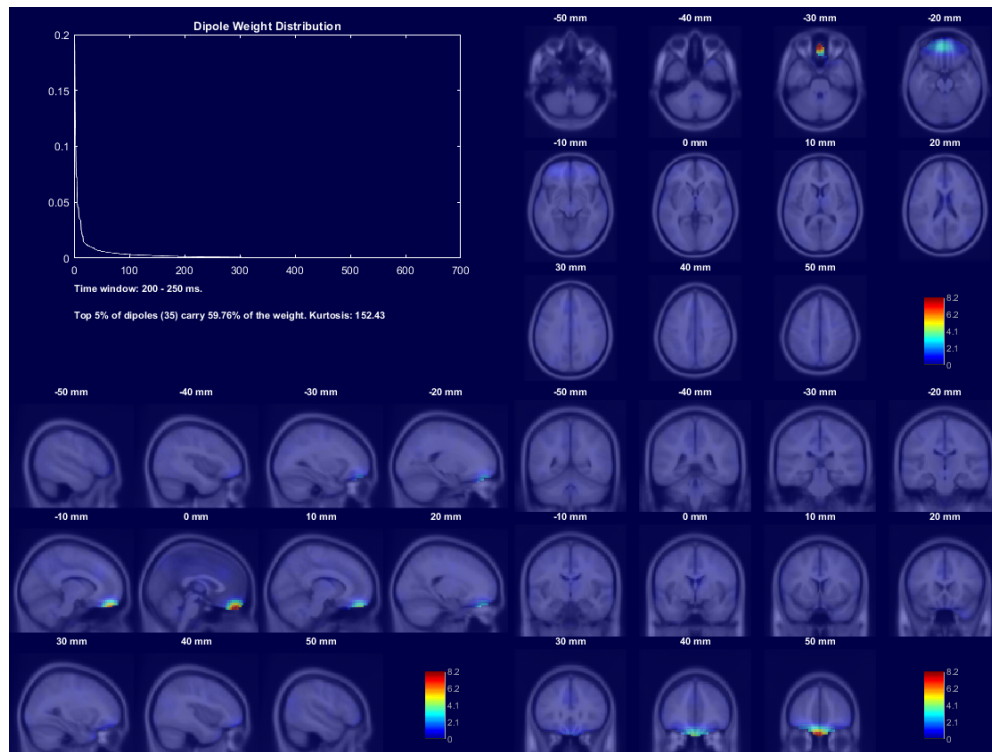 Dipole Weight Distribution
0.2
0.15
0.1
0.05
0
0 100 200 300 400 500 600 700
Time window: 200 - 250 ms.
Top 5% of dipoles (35) carry 59.76% of the weight. Kurtosis: 152.43
-50 mm -40 mm -30 mm -20 mm
-10 mm 0 mm 10 mm 20 mm
30 mm 40 mm 50 mm
8.2
6.2
4.1
2.1
0
-50 mm -40 mm -30 mm -20 mm
-10 mm 0 mm 10 mm 20 mm
30 mm 40 mm 50 mm
8.2
6.2
4.1
2.1
0
-50 mm -40 mm -30 mm -20 mm
-10 mm 0 mm 10 mm 20 mm
30 mm 40 mm 50 mm
8.2
6.2
4.1
2.1
0